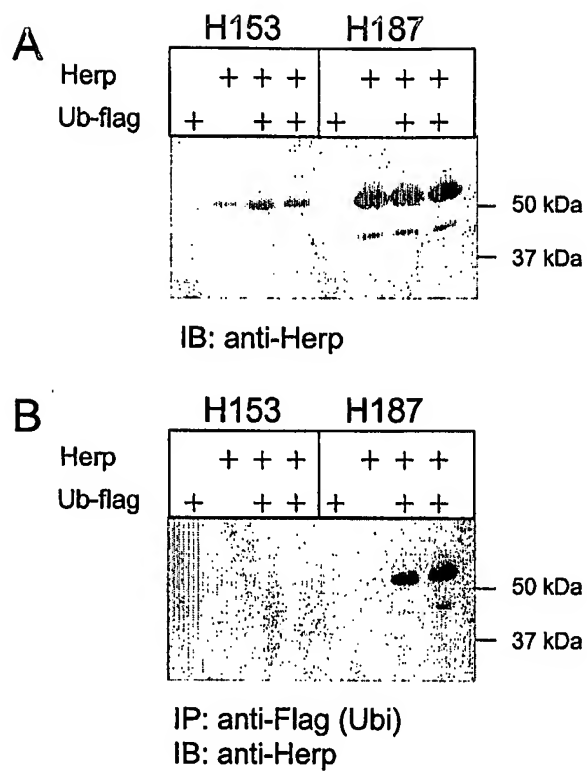 A
H153 H187
Herp + + + + + +
Ub-flag + + + + + +
50 kDa
37 kDa
IB: anti-Herp
B
H153 H187
Herp + + + + + +
Ub-flag + + + + + +
50 kDa
37 kDa
IP: anti-Flag (Ubi)
IB: anti-Herp